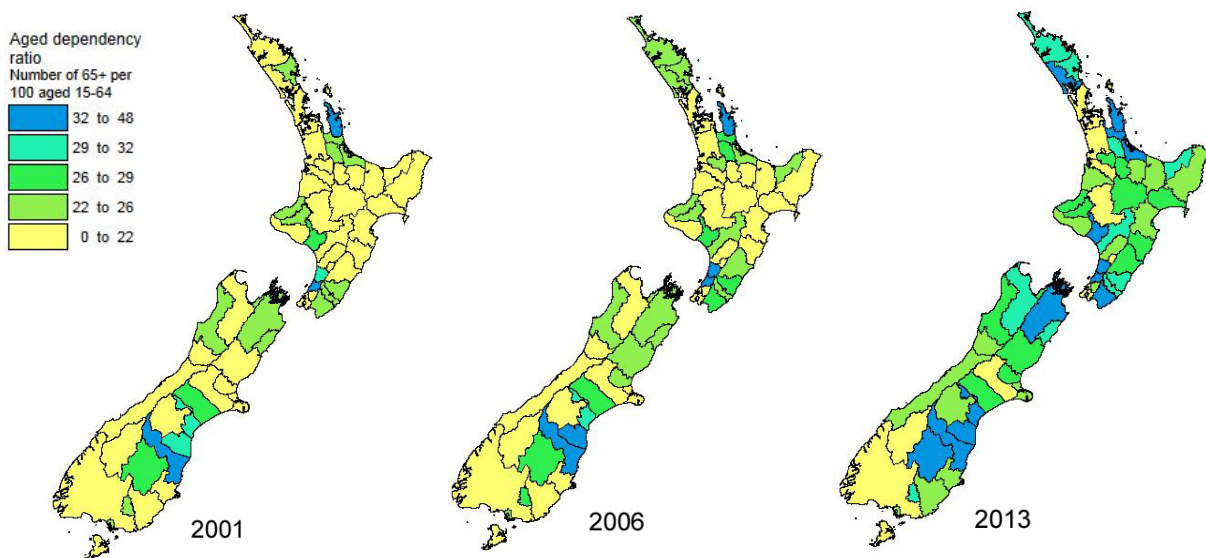 Aged dependency
ratio
Number of 65+ per
100 aged 15-64
32 to 48
29 to 32
26 to 29
22 to 26
0 to 22
2001
2006
2013